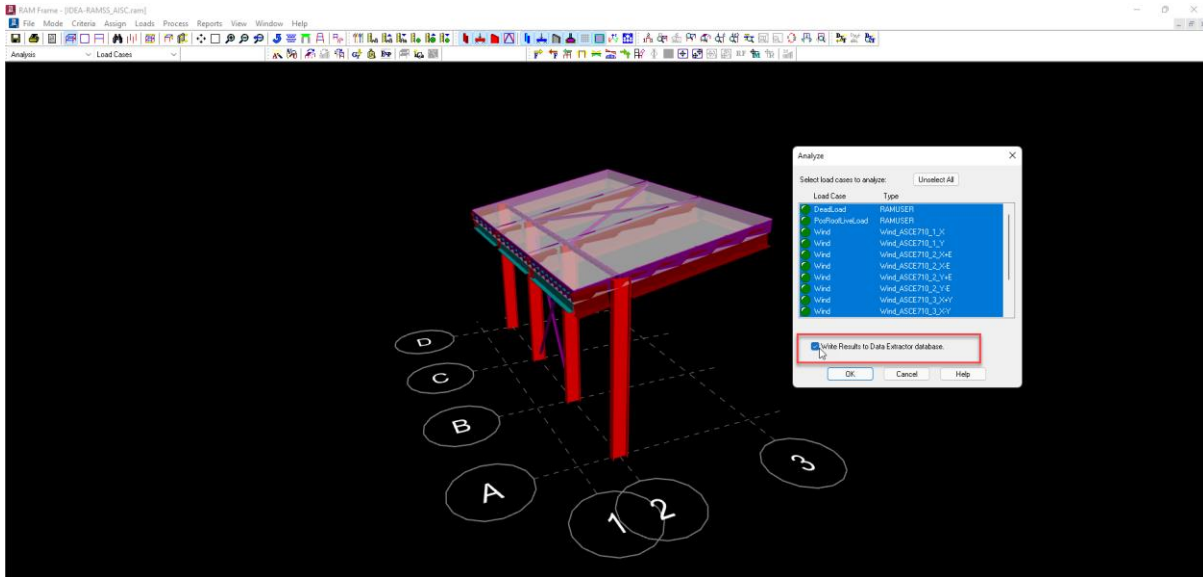 RAM Frame - [IDEA-RAMSS_AISC.ram]
File Mode Criteria Assign Loads Process Reports View Window Help
Analysis Load Cases
Analyze
Select load cases to analyze: Unselect All
Load Case Type
DeadLoad RAMUSER
PosRoofLiveLoad RAMUSER
Wind Wind_ASCE710_1_X
Wind Wind_ASCE710_1_Y
Wind Wind_ASCE710_2_X+E
Wind Wind_ASCE710_2_X-E
Wind Wind_ASCE710_2_Y+E
Wind Wind_ASCE710_2_Y-E
Wind Wind_ASCE710_3_X+Y
Wind Wind_ASCE710_3_X-Y
Write Results to Data Extractor database.
OK Cancel Help
D
C
B
A
1 2 3